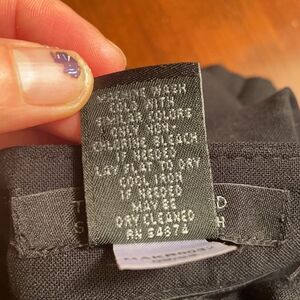 MACHINE WASH
COLD WITH
SIMILAR COLORS
ONLY NON-
CHLORINE BLEACH
IF NEEDED
LAY FLAT TO DRY
COOL IRON
IF NEEDED
MAY BE
DRY CLEANED
RN 54874